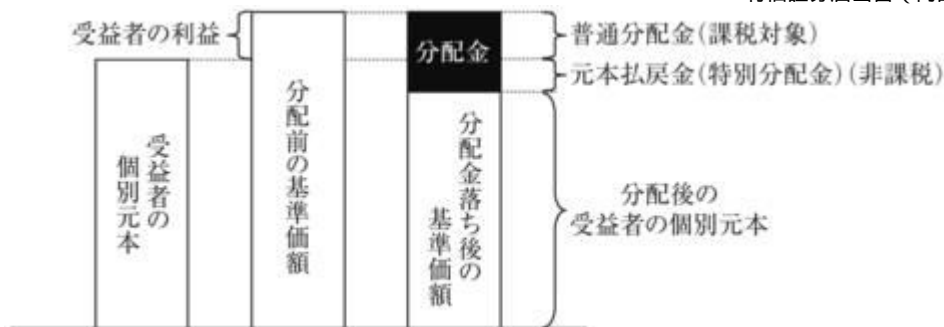 受益者の利益
分配金
普通分配金(課税対象)
元本払戻金(特別分配金)(非課税)
受益者の
個別元本
分配前の基準価額
分配金落ち後の
基準価額
分配後の
受益者の個別元本